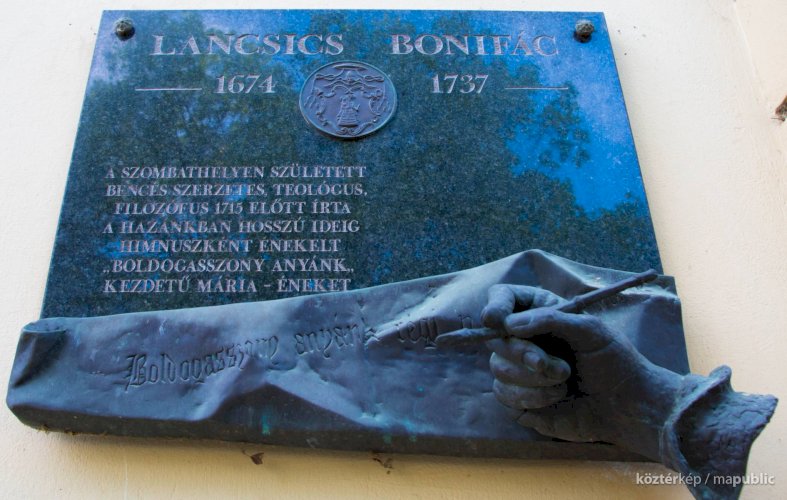 LANCSICS BONIFÁC
1674 1737
A SZOMBATHELYEN SZÜLETETT
BENCÉS SZERZETES, TEOLÓGUS,
FILOZÓFUS 1715 ELŐTT ÍRTA
A HAZÁNKBAN HOSSZÚ IDEIG
HIMNUSZKÉNT ÉNEKELT
„BOLDOGASSZONY ANYÁNK„
KEZDETŰ MÁRIA - ÉNEKET
Boldogasszony anyánk régi n
köztérkép / mapublic